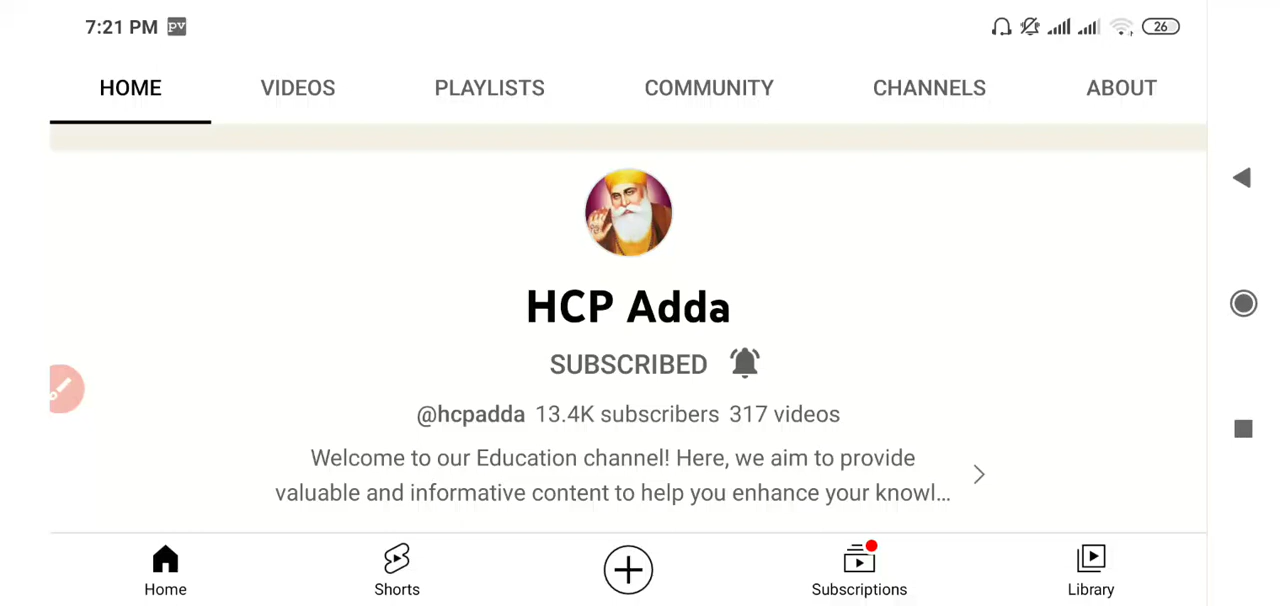 7:21 PM pv 26
HOME VIDEOS PLAYLISTS COMMUNITY CHANNELS ABOUT
HCP Adda
SUBSCRIBED
@hcpadda 13.4K subscribers 317 videos
Welcome to our Education channel! Here, we aim to provide
valuable and informative content to help you enhance your knowl...
Home Shorts Subscriptions Library